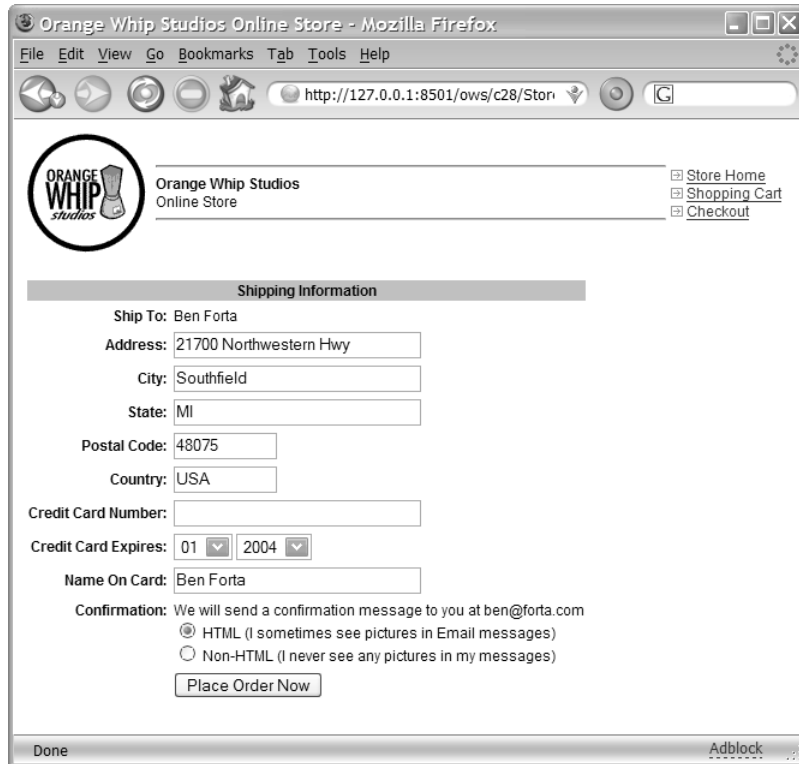 Orange Whip Studios Online Store - Mozilla Firefox
File Edit View Go Bookmarks Tab Tools Help
http://127.0.0.1:8501/ows/c28/Stor
G
ORANGE
WHIP
studios
Orange Whip Studios
Online Store
Store Home
Shopping Cart
Checkout
Shipping Information
Ship To: Ben Forta
Address: 21700 Northwestern Hwy
City: Southfield
State: MI
Postal Code: 48075
Country: USA
Credit Card Number:
Credit Card Expires: 01 2004
Name On Card: Ben Forta
Confirmation: We will send a confirmation message to you at ben@forta.com
HTML (I sometimes see pictures in Email messages)
Non-HTML (I never see any pictures in my messages)
Place Order Now
Done Adblock